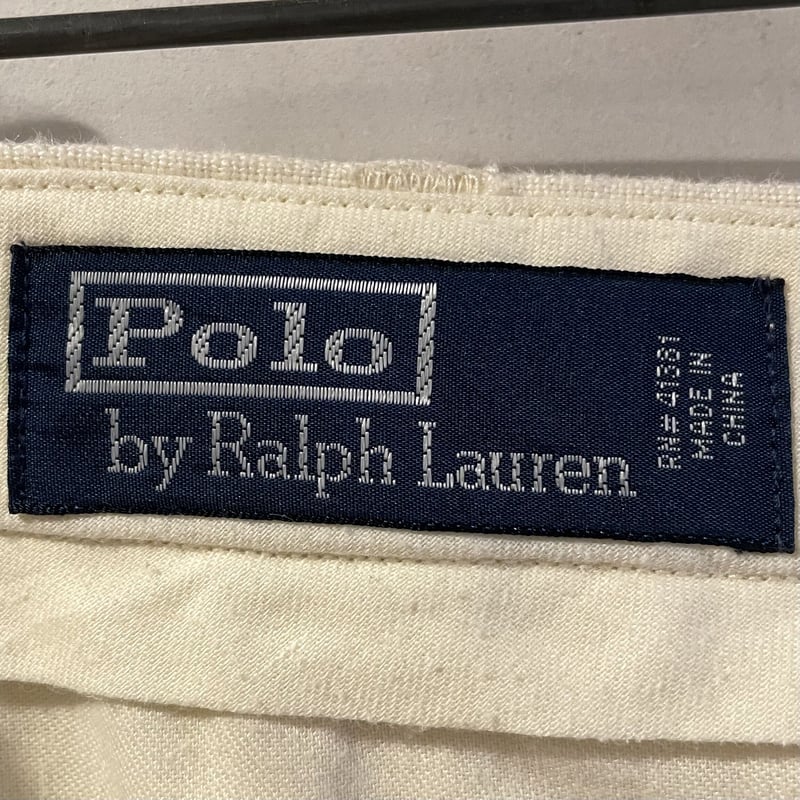 Polo
by Ralph Lauren
RN# 41381
MADE IN
CHINA